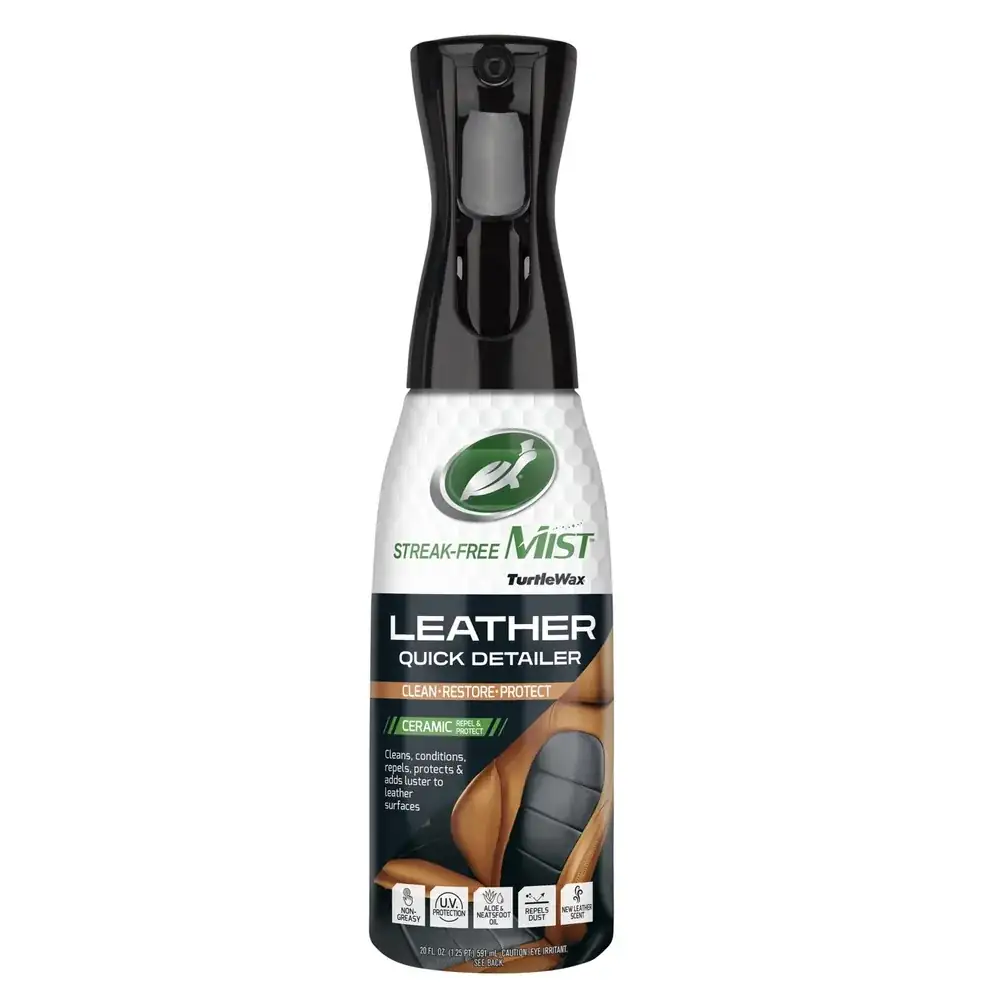 STREAK-FREE MIST™
TurtleWax
LEATHER
QUICK DETAILER
CLEAN•RESTORE•PROTECT
CERAMIC REPEL &
PROTECT
Cleans, conditions,
repels, protects &
adds luster to
leather
surfaces
NON-
GREASY
U.V.
PROTECTION
ALOE &
NEATSFOOT
OIL
REPELS
DUST
NEW LEATHER
SCENT
20 FL. OZ. (1.25 PT.) 591 mL CAUTION: EYE IRRITANT.
SEE BACK.